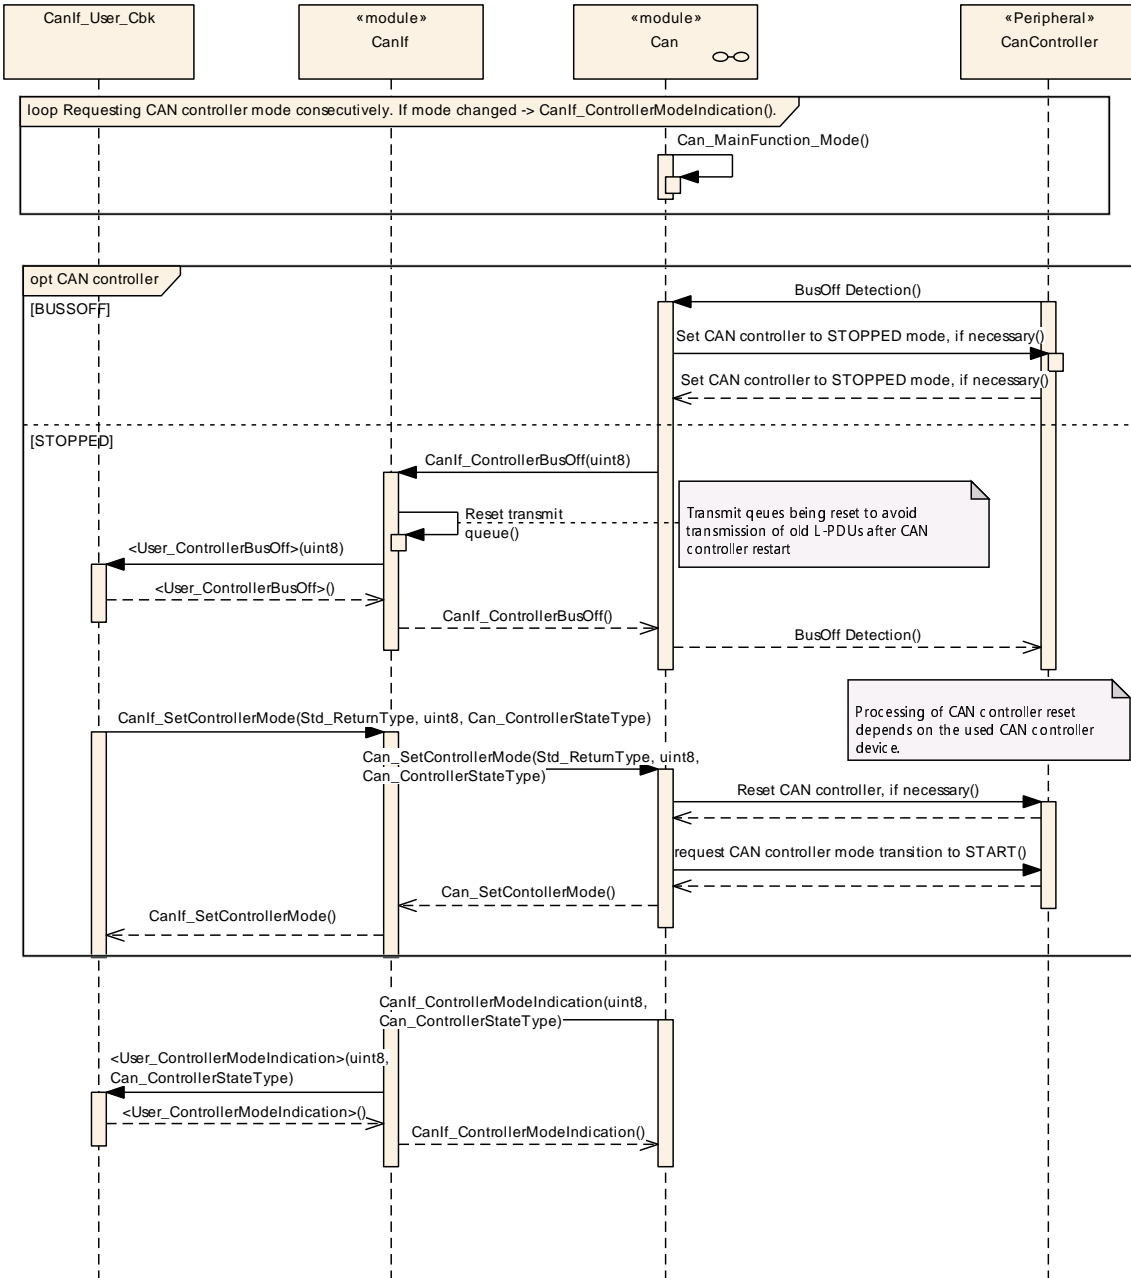 CanIf_User_Cbk
«module»
CanIf
«module»
Can
«Peripheral»
CanController
loop Requesting CAN controller mode consecutively. If mode changed -> CanIf_ControllerModeIndication().
Can_MainFunction_Mode()
opt CAN controller
[BUSSOFF]
BusOff Detection()
Set CAN controller to STOPPED mode, if necessary()
Set CAN controller to STOPPED mode, if necessary()
[STOPPED]
CanIf_ControllerBusOff(uint8)
Reset transmit
queue()
Transmit qeues being reset to avoid
transmission of old L-PDUs after CAN
controller restart
<User_ControllerBusOff>(uint8)
<User_ControllerBusOff>()
CanIf_ControllerBusOff()
BusOff Detection()
Processing of CAN controller reset
depends on the used CAN controller
device.
CanIf_SetControllerMode(Std_ReturnType, uint8, Can_ControllerStateType)
Can_SetControllerMode(Std_ReturnType, uint8,
Can_ControllerStateType)
Reset CAN controller, if necessary()
request CAN controller mode transition to START()
Can_SetContollerMode()
CanIf_SetControllerMode()
CanIf_ControllerModeIndication(uint8,
Can_ControllerStateType)
<User_ControllerModeIndication>(uint8,
Can_ControllerStateType)
<User_ControllerModeIndication>()
CanIf_ControllerModeIndication()